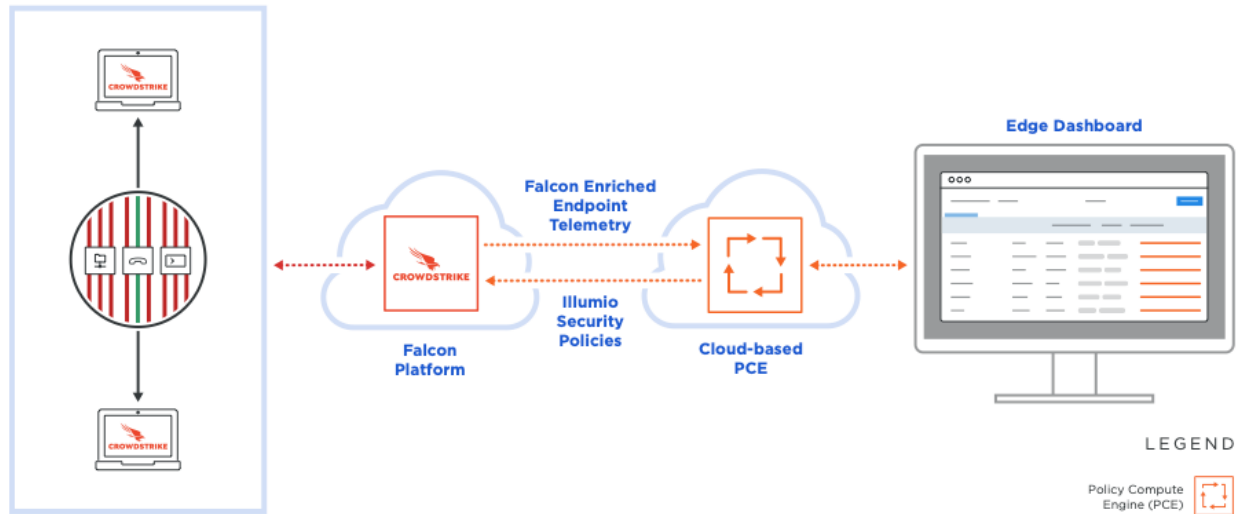 CROWDSTRIKE
CROWDSTRIKE
CROWDSTRIKE
Falcon
Platform
Falcon Enriched
Endpoint
Telemetry
Illumio
Security
Policies
Cloud-based
PCE
Edge Dashboard
LEGEND
Policy Compute
Engine (PCE)